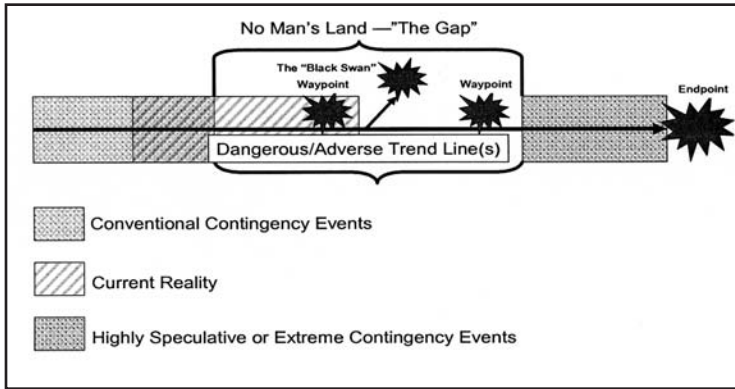 No Man's Land —"The Gap"
The "Black Swan"
Waypoint
Waypoint
Endpoint
Dangerous/Adverse Trend Line(s)
Conventional Contingency Events
Current Reality
Highly Speculative or Extreme Contingency Events